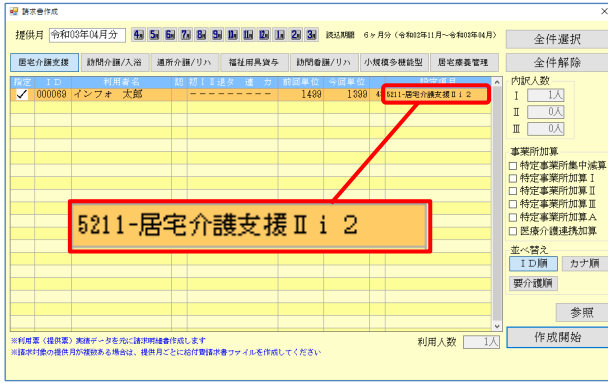 請求書作成
提供月 令和03年04月分 4月 5月 6月 7月 8月 9月 10月 11月 12月 1月 2月 3月 読込期間 6ヶ月分 (令和02年11月~令和03年04月)
全件選択
居宅介護支援 訪問介護/入浴 通所介護/リハ 福祉用具貸与 訪問看護/リハ 小規模多機能型 居宅療養管理
全件解除
指定 ID 利用者名 認 初 I II 退 タ 連 カ 前回単位 今回単位 設定項目
000069 インフォ 太郎 --------- 1499 1399 5211-居宅介護支援Ⅱi2
内訳人数
Ⅰ 1人
Ⅱ 0人
Ⅲ 0人
事業所加算
特定事業所集中減算
特定事業所加算Ⅰ
特定事業所加算Ⅱ
特定事業所加算Ⅲ
特定事業所加算A
医療介護連携加算
5211-居宅介護支援Ⅱi2
並べ替え
ID順 カナ順
要介護順
参照
※利用票(提供票)実績データを元に請求明細書作成します
※請求対象の提供月が複数ある場合は、提供月ごとに給付費請求書ファイルを作成してください
利用人数 1人
作成開始